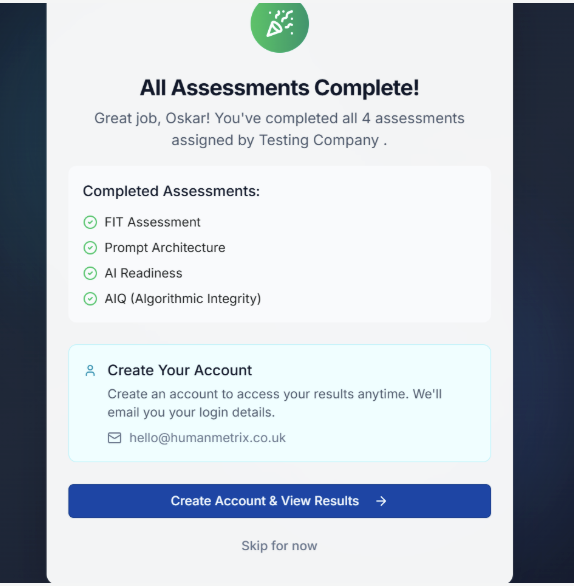 All Assessments Complete!
Great job, Oskar! You've completed all 4 assessments
assigned by Testing Company .
Completed Assessments:
FIT Assessment
Prompt Architecture
AI Readiness
AIQ (Algorithmic Integrity)
Create Your Account
Create an account to access your results anytime. We'll
email you your login details.
hello@humanmetrix.co.uk
Create Account & View Results
Skip for now